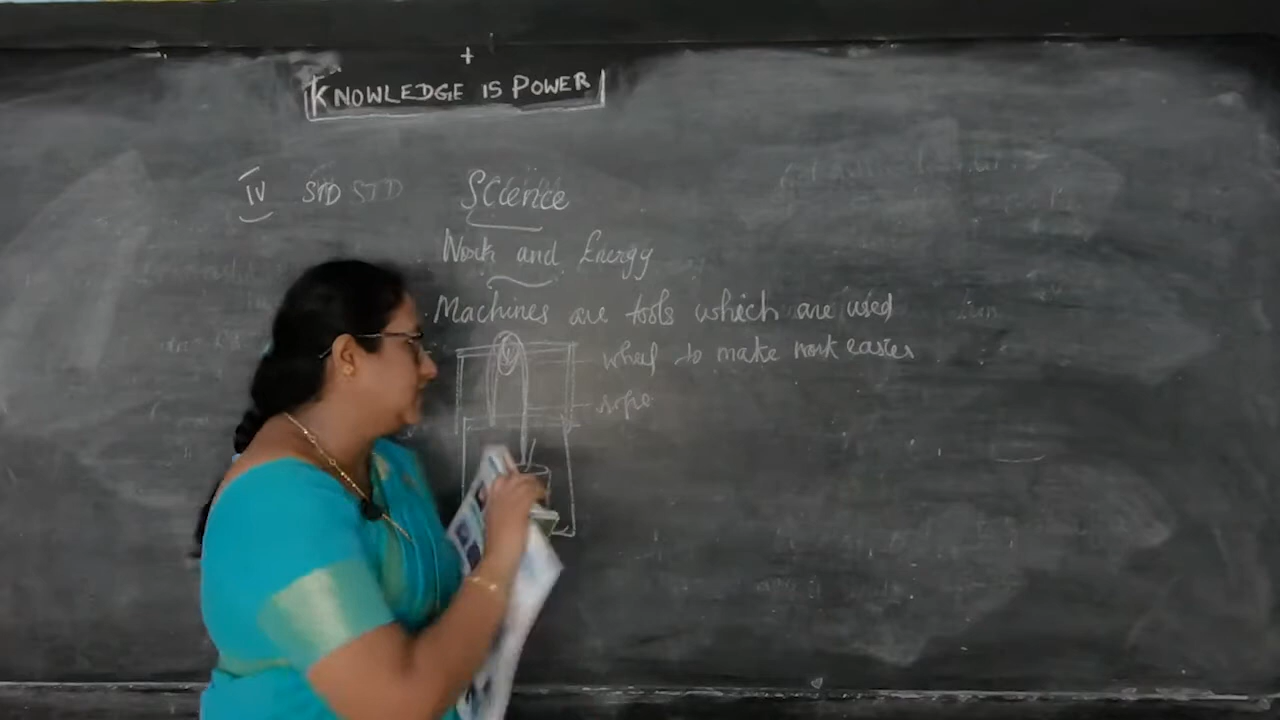 +
KNOWLEDGE IS POWER
IV STD STD Science
Work and Energy
Machines are tools which are used
wheel to make work easier
rope